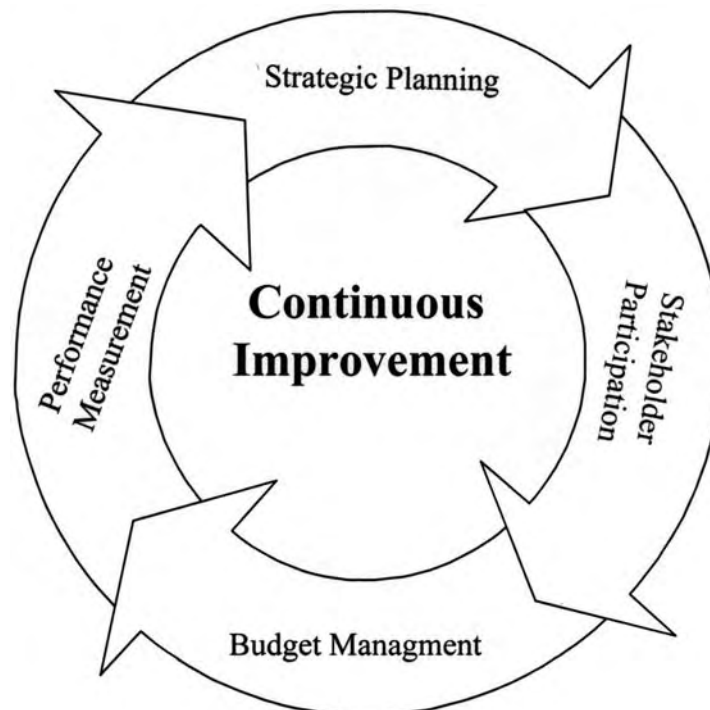 Strategic Planning
Stakeholder
Participation
Budget Managment
Performance
Measurement
Continuous
Improvement